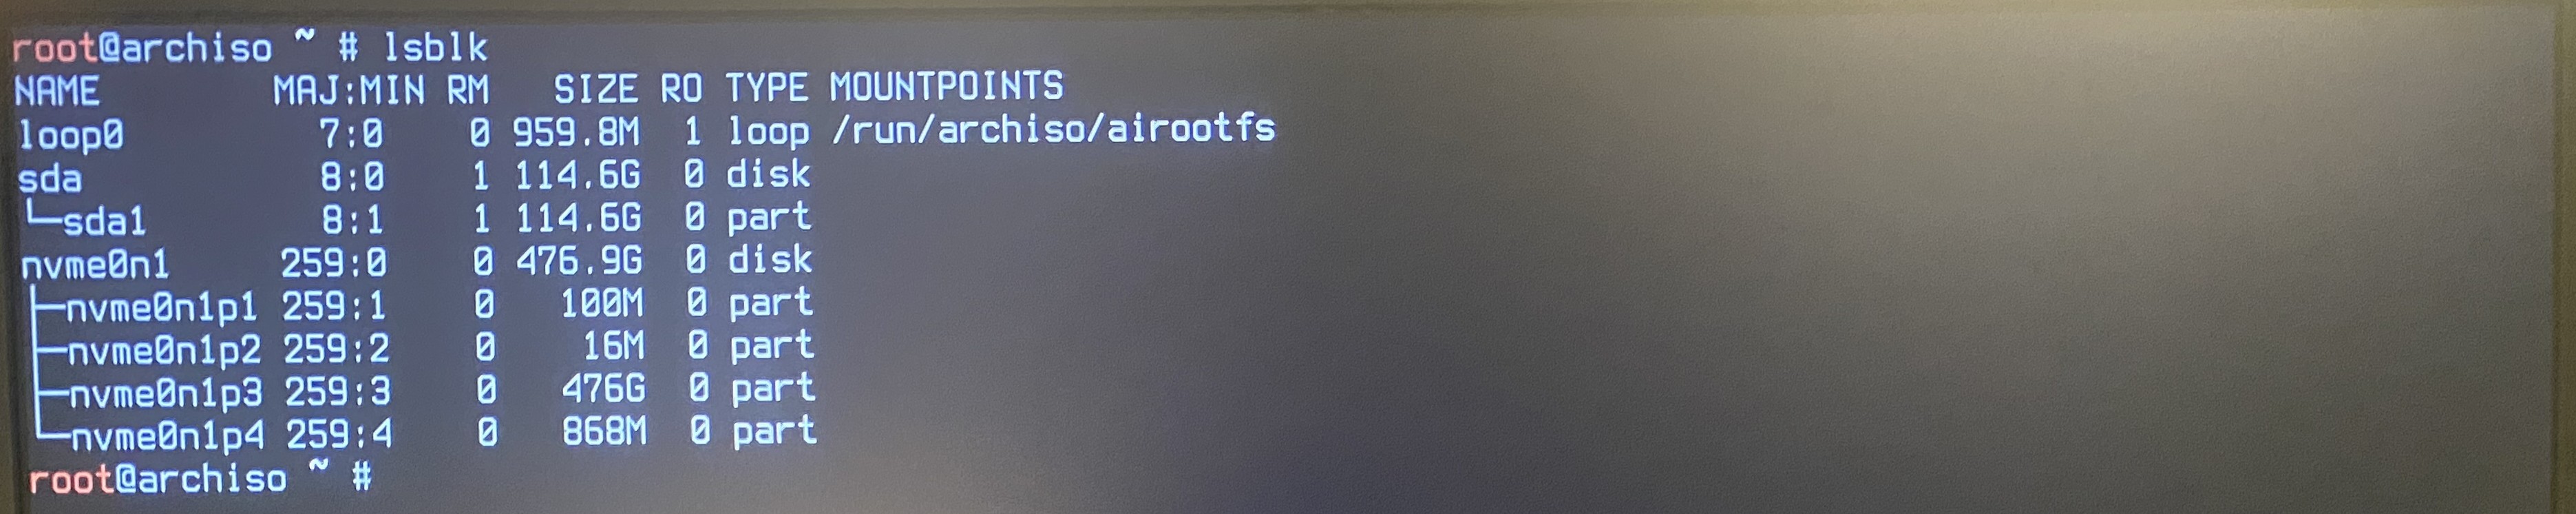 root@archiso ~ # lsblk
NAME        MAJ:MIN RM   SIZE RO TYPE MOUNTPOINTS
loop0         7:0    0 959.8M  1 loop /run/archiso/airootfs
sda           8:0    1 114.6G  0 disk
└─sda1        8:1    1 114.6G  0 part
nvme0n1     259:0    0 476.9G  0 disk
├─nvme0n1p1 259:1    0   100M  0 part
├─nvme0n1p2 259:2    0    16M  0 part
├─nvme0n1p3 259:3    0   476G  0 part
└─nvme0n1p4 259:4    0   868M  0 part
root@archiso ~ #